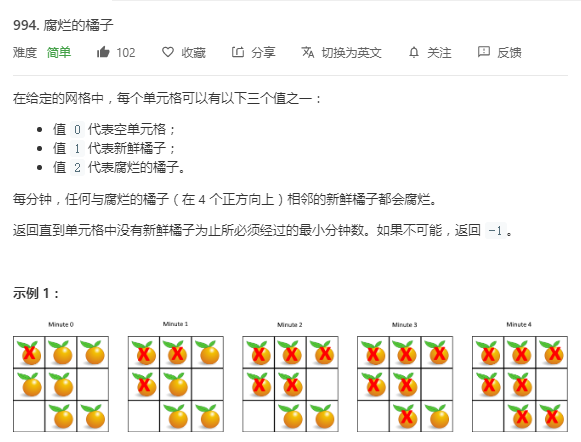 994. 腐烂的橘子
难度 简单 102 收藏 分享 切换为英文 关注 反馈
在给定的网格中，每个单元格可以有以下三个值之一：
值 0 代表空单元格；
值 1 代表新鲜橘子；
值 2 代表腐烂的橘子。
每分钟，任何与腐烂的橘子（在 4 个正方向上）相邻的新鲜橘子都会腐烂。
返回直到单元格中没有新鲜橘子为止所必须经过的最小分钟数。如果不可能，返回 -1。
示例 1：
Minute 0 Minute 1 Minute 2 Minute 3 Minute 4